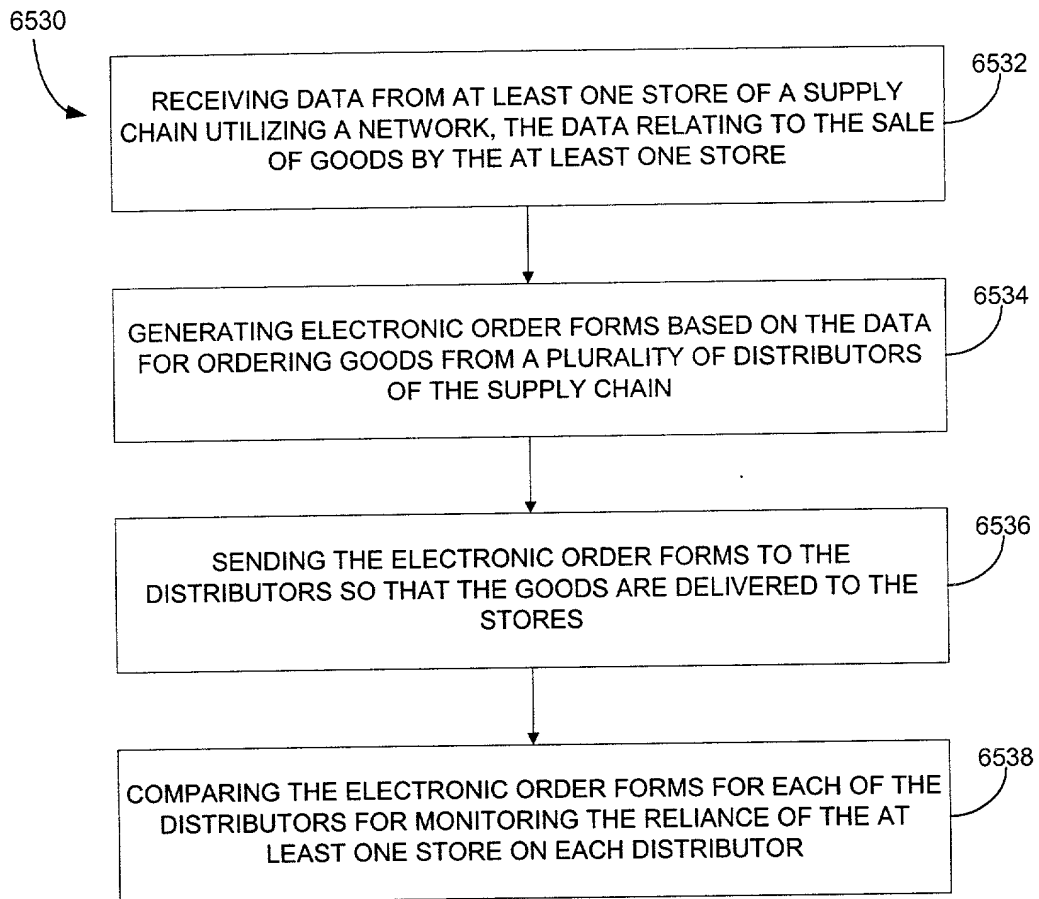 6530
6532
RECEIVING DATA FROM AT LEAST ONE STORE OF A SUPPLY
CHAIN UTILIZING A NETWORK, THE DATA RELATING TO THE SALE
OF GOODS BY THE AT LEAST ONE STORE
6534
GENERATING ELECTRONIC ORDER FORMS BASED ON THE DATA
FOR ORDERING GOODS FROM A PLURALITY OF DISTRIBUTORS
OF THE SUPPLY CHAIN
6536
SENDING THE ELECTRONIC ORDER FORMS TO THE
DISTRIBUTORS SO THAT THE GOODS ARE DELIVERED TO THE
STORES
6538
COMPARING THE ELECTRONIC ORDER FORMS FOR EACH OF THE
DISTRIBUTORS FOR MONITORING THE RELIANCE OF THE AT
LEAST ONE STORE ON EACH DISTRIBUTOR